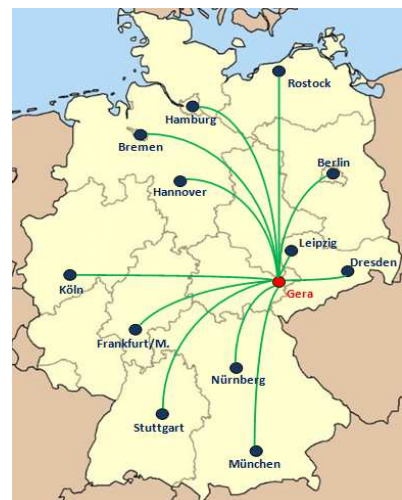 Rostock
Hamburg
Bremen
Berlin
Hannover
Leipzig
Dresden
Köln
Gera
Frankfurt/M.
Nürnberg
Stuttgart
München